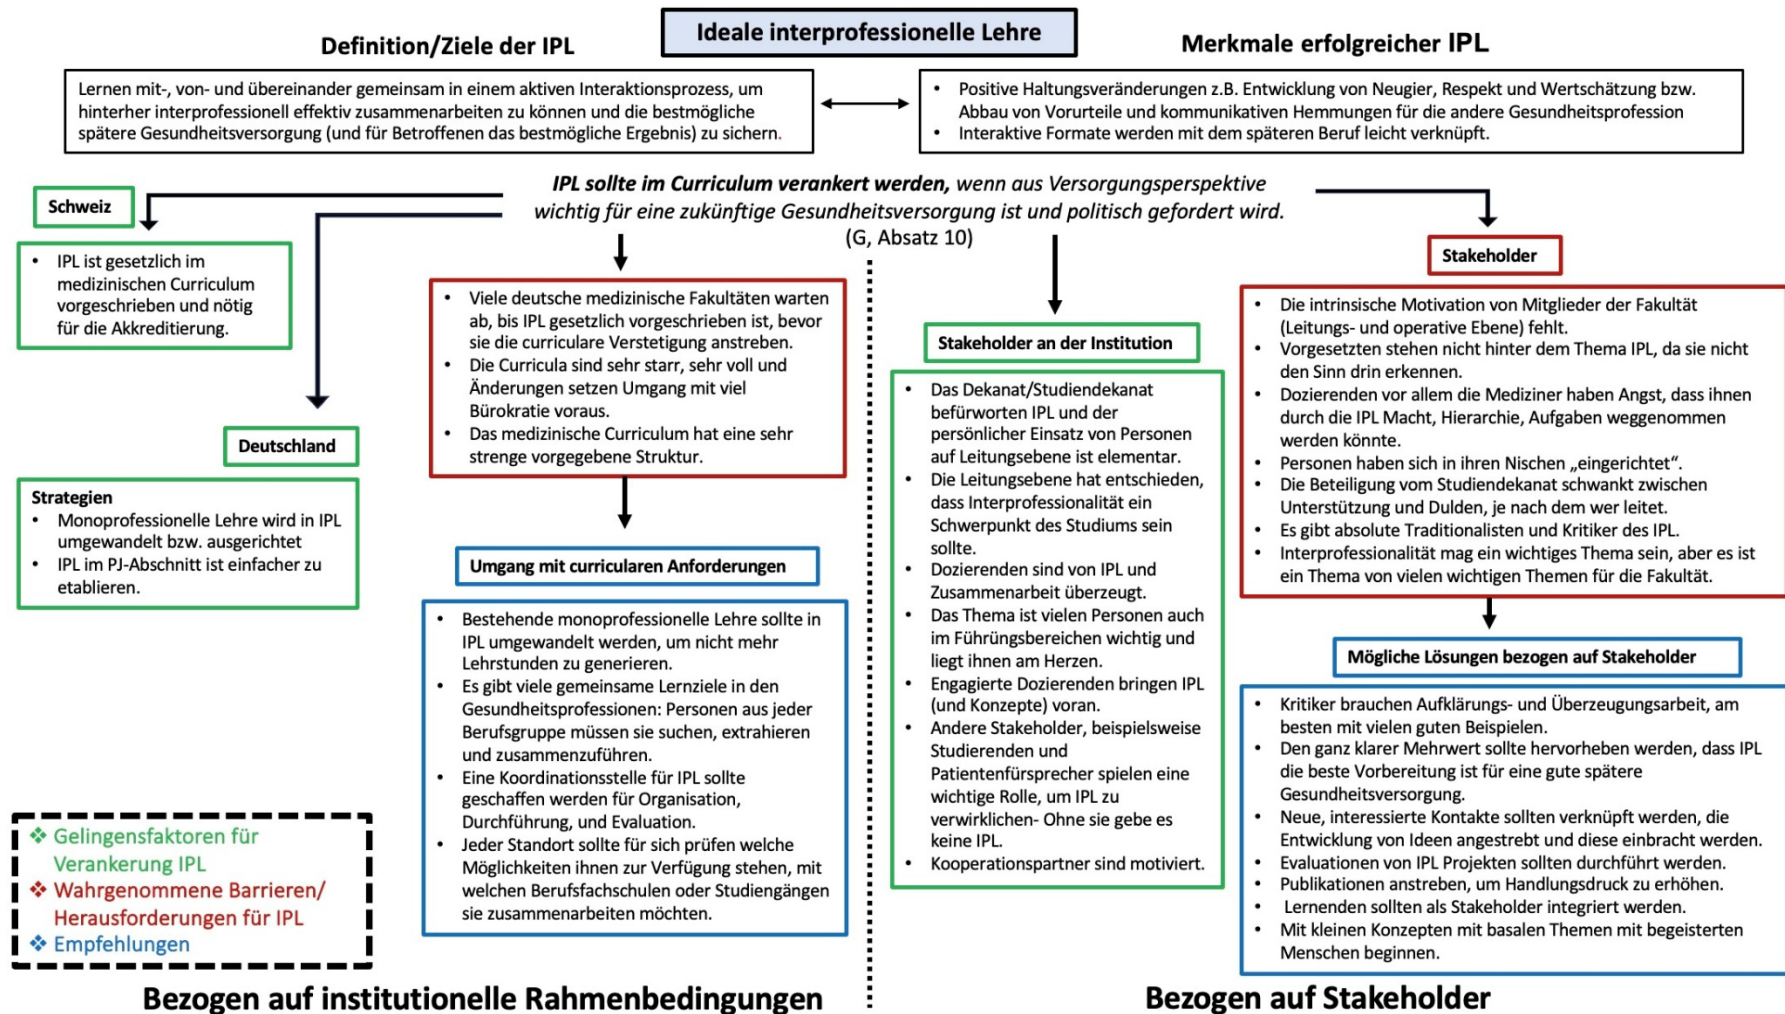 Ideale interprofessionelle Lehre
Definition/Ziele der IPL
Merkmale erfolgreicher IPL
Lernen mit-, von- und übereinander gemeinsam in einem aktiven Interaktionsprozess, um
hinterher interprofessionell effektiv zusammenarbeiten zu können und die bestmögliche
spätere Gesundheitsversorgung (und für Betroffenen das bestmögliche Ergebnis) zu sichern.
• Positive Haltungsveränderungen z.B. Entwicklung von Neugier, Respekt und Wertschätzung bzw.
Abbau von Vorurteile und kommunikativen Hemmungen für die andere Gesundheitsprofession
• Interaktive Formate werden mit dem späteren Beruf leicht verknüpft.
IPL sollte im Curriculum verankert werden, wenn aus Versorgungsperspektive
wichtig für eine zukünftige Gesundheitsversorgung ist und politisch gefordert wird.
(G, Absatz 10)
Schweiz
• IPL ist gesetzlich im
medizinischen Curriculum
vorgeschrieben und nötig
für die Akkreditierung.
Deutschland
Strategien
• Monoprofessionelle Lehre wird in IPL
umgewandelt bzw. ausgerichtet
• IPL im PJ-Abschnitt ist einfacher zu
etablieren.
• Viele deutsche medizinische Fakultäten warten
ab, bis IPL gesetzlich vorgeschrieben ist, bevor
sie die curriculare Verstetigung anstreben.
• Die Curricula sind sehr starr, sehr voll und
Änderungen setzen Umgang mit viel
Bürokratie voraus.
• Das medizinische Curriculum hat eine sehr
strenge vorgegebene Struktur.
Umgang mit curricularen Anforderungen
• Bestehende monoprofessionelle Lehre sollte in
IPL umgewandelt werden, um nicht mehr
Lehrstunden zu generieren.
• Es gibt viele gemeinsame Lernziele in den
Gesundheitsprofessionen: Personen aus jeder
Berufsgruppe müssen sie suchen, extrahieren
und zusammenzuführen.
• Eine Koordinationsstelle für IPL sollte
geschaffen werden für Organisation,
Durchführung, und Evaluation.
• Jeder Standort sollte für sich prüfen welche
Möglichkeiten ihnen zur Verfügung stehen, mit
welchen Berufsfachschulen oder Studiengängen
sie zusammenarbeiten möchten.
Stakeholder an der Institution
• Das Dekanat/Studiendekanat
befürworten IPL und der
persönlicher Einsatz von Personen
auf Leitungsebene ist elementar.
• Die Leitungsebene hat entschieden,
dass Interprofessionalität ein
Schwerpunkt des Studiums sein
sollte.
• Dozierenden sind von IPL und
Zusammenarbeit überzeugt.
• Das Thema ist vielen Personen auch
im Führungsbereichen wichtig und
liegt ihnen am Herzen.
• Engagierte Dozierenden bringen IPL
(und Konzepte) voran.
• Andere Stakeholder, beispielsweise
Studierenden und
Patientenfürsprecher spielen eine
wichtige Rolle, um IPL zu
verwirklichen- Ohne sie gebe es
keine IPL.
• Kooperationspartner sind motiviert.
Stakeholder
• Die intrinsische Motivation von Mitglieder der Fakultät
(Leitungs- und operative Ebene) fehlt.
• Vorgesetzten stehen nicht hinter dem Thema IPL, da sie nicht
den Sinn drin erkennen.
• Dozierenden vor allem die Mediziner haben Angst, dass ihnen
durch die IPL Macht, Hierarchie, Aufgaben weggenommen
werden könnte.
• Personen haben sich in ihren Nischen „eingerichtet“.
• Die Beteiligung vom Studiendekanat schwankt zwischen
Unterstützung und Dulden, je nach dem wer leitet.
• Es gibt absolute Traditionalisten und Kritiker des IPL.
• Interprofessionalität mag ein wichtiges Thema sein, aber es ist
ein Thema von vielen wichtigen Themen für die Fakultät.
Mögliche Lösungen bezogen auf Stakeholder
• Kritiker brauchen Aufklärungs- und Überzeugungsarbeit, am
besten mit vielen guten Beispielen.
• Den ganz klarer Mehrwert sollte hervorheben werden, dass IPL
die beste Vorbereitung ist für eine gute spätere
Gesundheitsversorgung.
• Neue, interessierte Kontakte sollten verknüpft werden, die
Entwicklung von Ideen angestrebt und diese einbracht werden.
• Evaluationen von IPL Projekten sollten durchführt werden.
• Publikationen anstreben, um Handlungsdruck zu erhöhen.
• Lernenden sollten als Stakeholder integriert werden.
• Mit kleinen Konzepten mit basalen Themen mit begeisterten
Menschen beginnen.
❖ Gelingensfaktoren für
Verankerung IPL
❖ Wahrgenommene Barrieren/
Herausforderungen für IPL
❖ Empfehlungen
Bezogen auf institutionelle Rahmenbedingungen
Bezogen auf Stakeholder